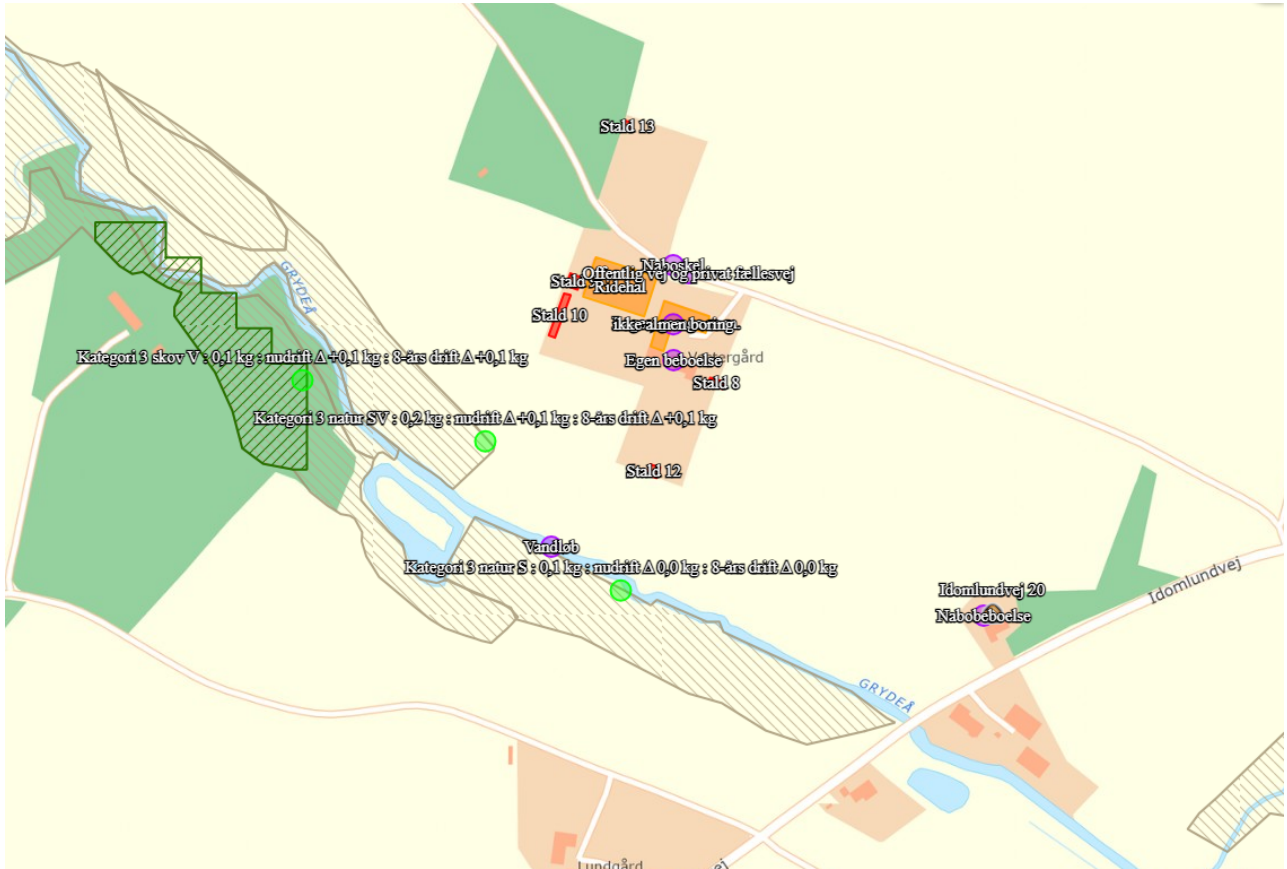 Stald 13
GRYDEÅ
Naboskel
Offentlig vej og privat fællesvej
Stald
Ridehal
Stald 10
ikke almen boring.
Kategori 3 skov V : 0,1 kg : nudrift Δ +0,1 kg : 8-års drift Δ +0,1 kg
Egen beboelse
Stald 8
Kategori 3 natur SV : 0,2 kg : nudrift Δ +0,1 kg : 8-års drift Δ +0,1 kg
Stald 12
Vandløb
Kategori 3 natur S : 0,1 kg : nudrift Δ 0,0 kg : 8-års drift Δ 0,0 kg
Idomlundvej
Idomlundvej 20
Nabobeboelse
GRYDEÅ
Lundgård